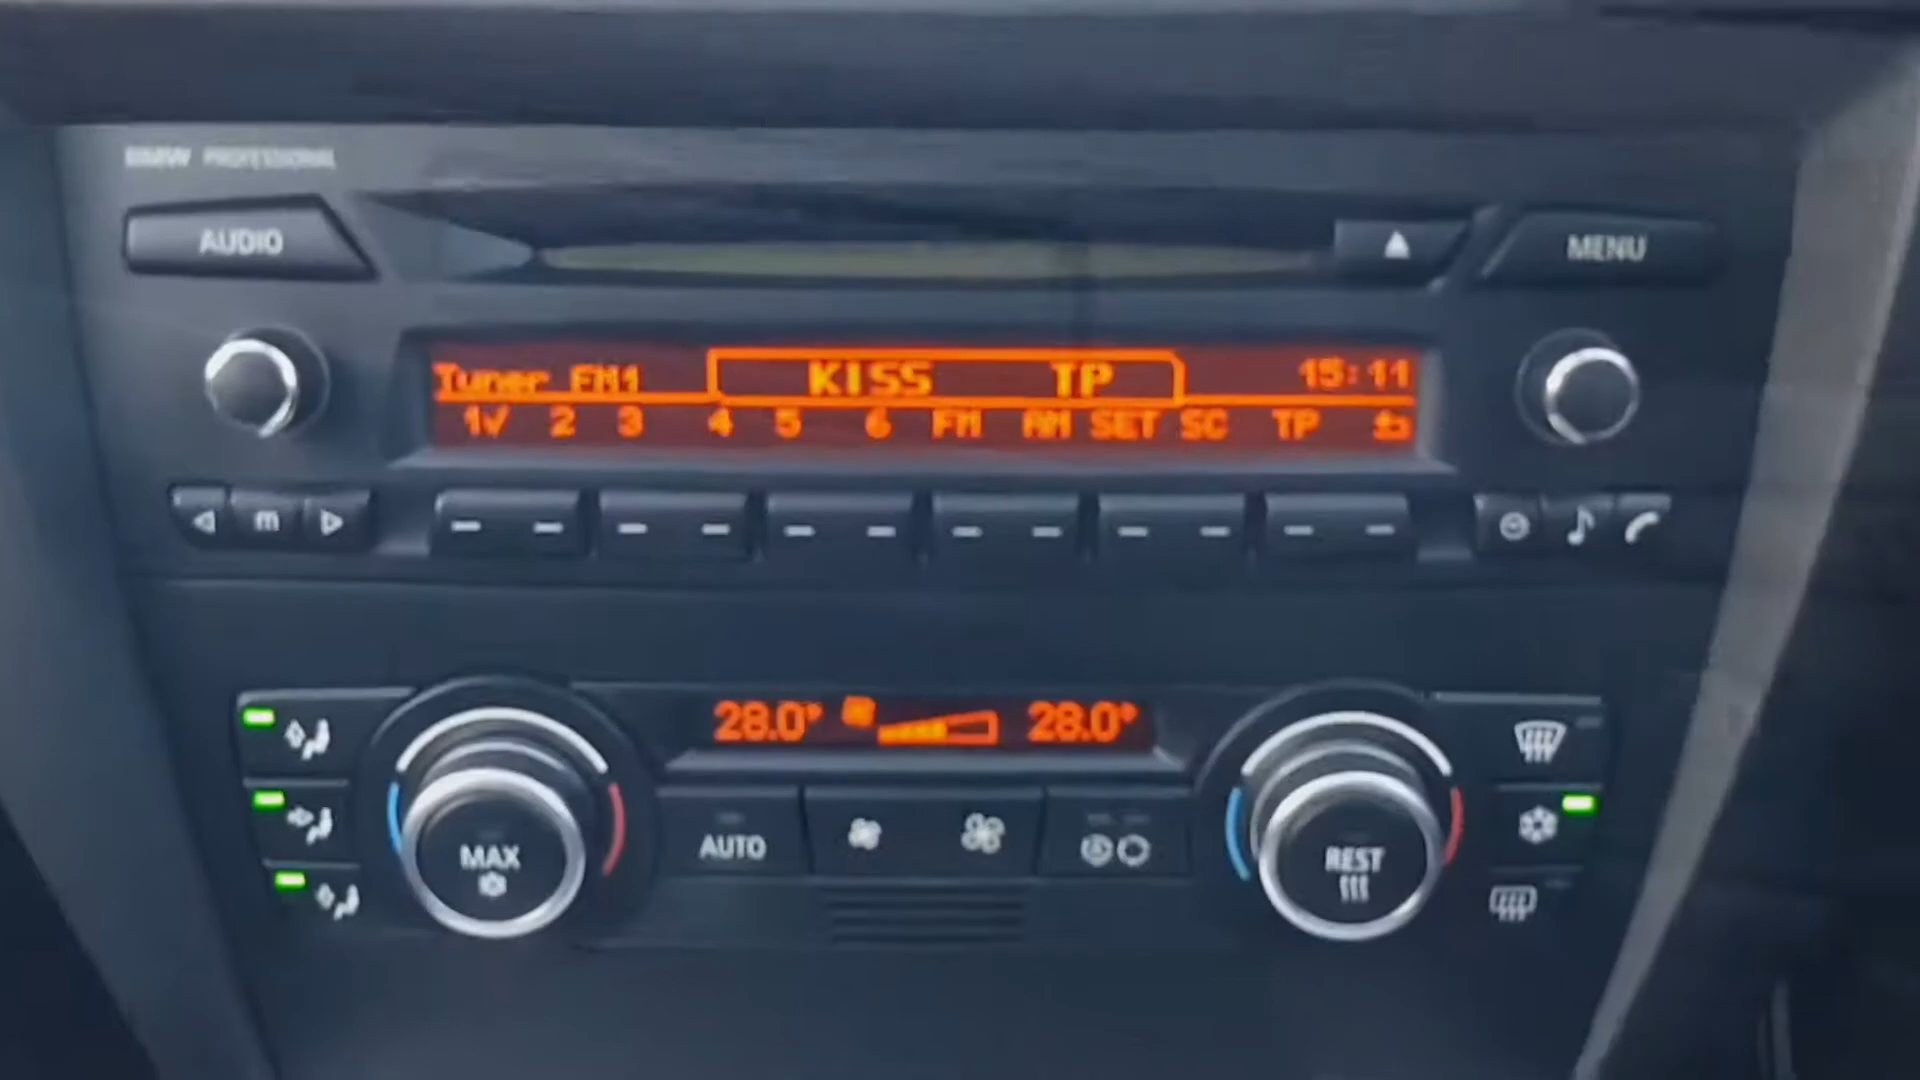 BMW PROFESSIONAL
AUDIO
MENU
Tuner FM1 KISS TP 15:11
1✓ 2 3 4 5 6 FM AM SET SC TP
m
28.0° 28.0°
AUTO
MAX
REST